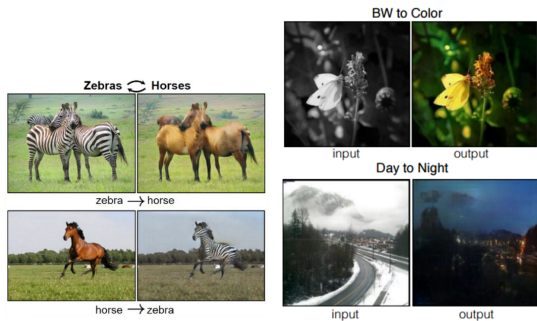 Zebras Horses
zebra → horse
horse → zebra
BW to Color
input output
Day to Night
input output